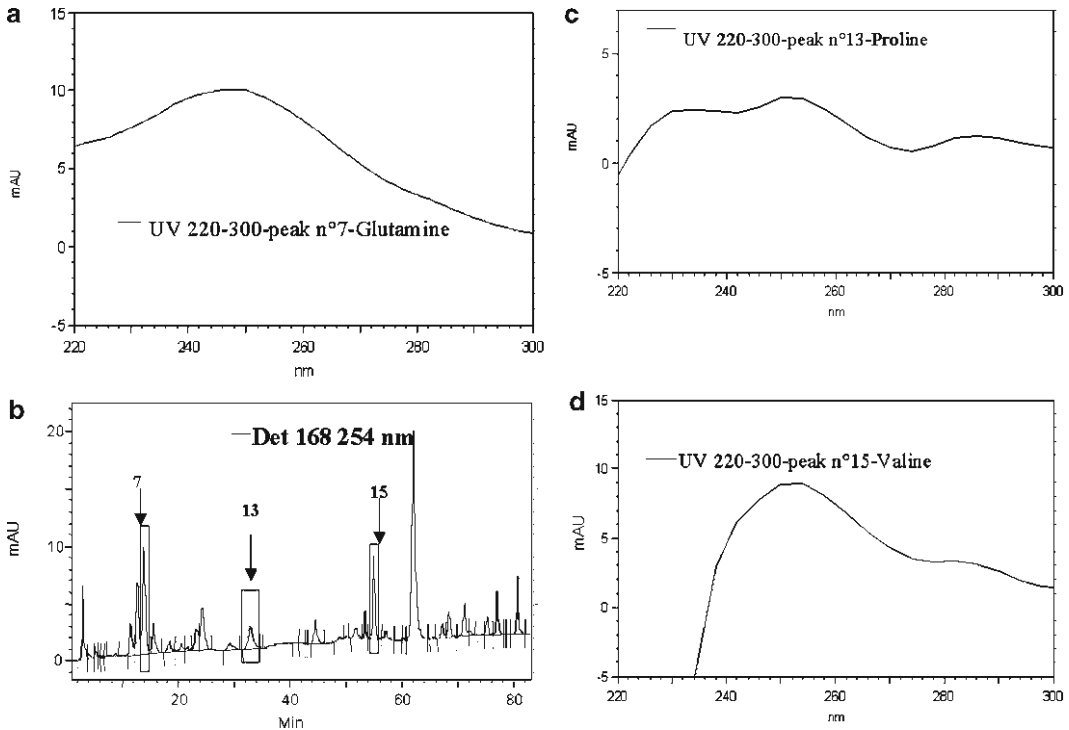 a
15
10
5
0
-5
mAU
220
240
260
280
300
nm
UV 220-300-peak n°7-Glutamine
b
20
10
0
mAU
20
40
60
80
Min
Det 168 254 nm
7
13
15
c
5
0
-5
mAU
220
240
260
280
300
nm
UV 220-300-peak n°13-Proline
d
15
10
5
0
-5
mAU
220
240
260
280
300
nm
UV 220-300-peak n°15-Valine